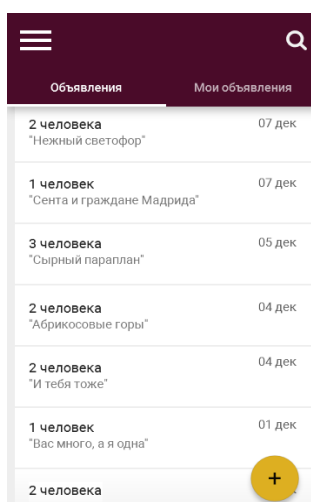 Объявления Мои объявления
2 человека 07 дек
"Нежный светофор"
1 человек 07 дек
"Сента и граждане Мадрида"
3 человека 05 дек
"Сырный параплан"
2 человека 04 дек
"Абрикосовые горы"
2 человека 04 дек
"И тебя тоже"
1 человек 01 дек
"Вас много, а я одна"
+
2 человека